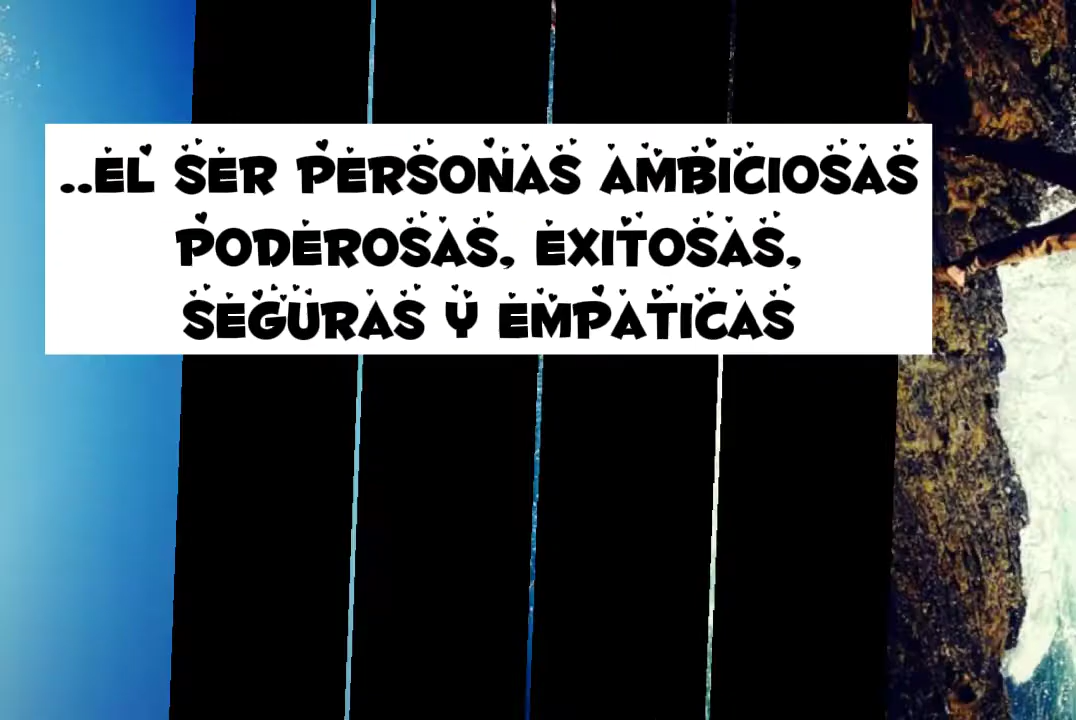 ..EL SER PERSONAS AMBICIOSAS
PODEROSAS, EXITOSAS,
SEGURAS Y EMPATICAS